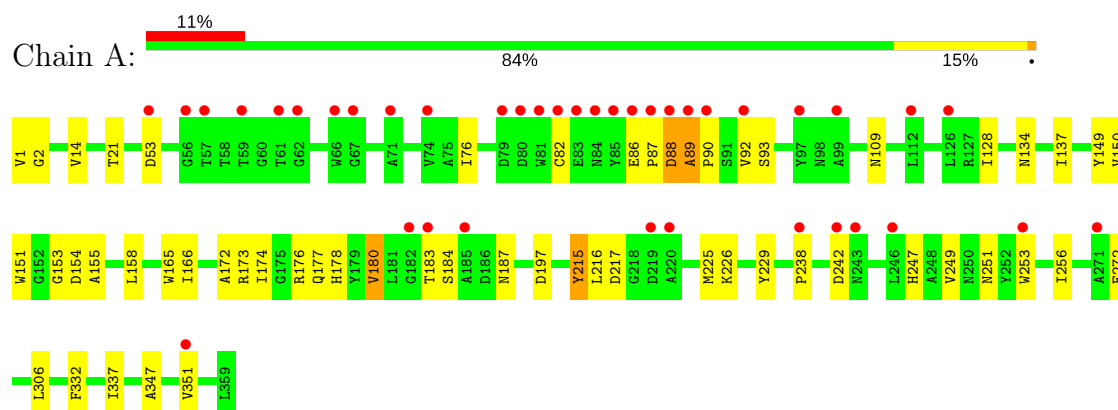 11%
Chain A:
84% 15% •
V1 G2 V14 T21 D53 G56 T57 T58 T59 G60 T61 G62 W66 G67 A71 V74 A75 I76 D79 D80 W81 C82 E83 N84 Y85 E86 P87 D88 A89 P90 S91 V92 S93 Y97 N98 A99 N109 L112 L126 R127 I128 N134 I137 Y149 V150
W151 G152 G153 D154 A155 L158 W165 I166 A172 R173 I174 G175 R176 Q177 H178 Y179 V180 L181 G182 T183 S184 A185 D186 N187 D197 Y215 L216 D217 G218 D219 A220 M225 K226 Y229 P238 D242 N243 L246 H247 A248 V249 N250 N251 Y252 W253 I256 A271
L306 F332 I337 A347 V351 L359